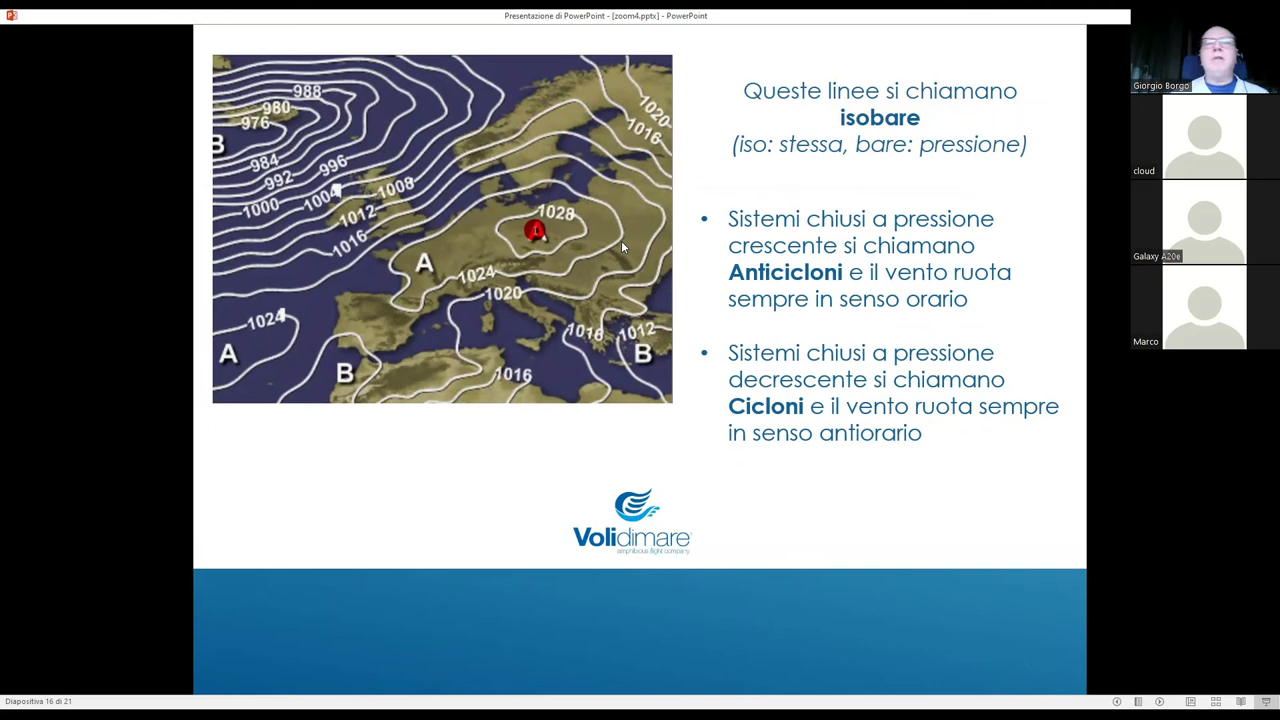 Presentazione di PowerPoint - [zoom4.pptx] - PowerPoint
988
980
976
B
984
992
996
1000
1004
1008
1012
1016
1020
1016
1028
A
A
1024
1020
1024
A
B
1016
1016
1012
B
Queste linee si chiamano
isobare
(iso: stessa, bare: pressione)
• Sistemi chiusi a pressione
crescente si chiamano
Anticicloni e il vento ruota
sempre in senso orario
• Sistemi chiusi a pressione
decrescente si chiamano
Cicloni e il vento ruota sempre
in senso antiorario
Volidimare
amphibious flight company
Giorgio Borgo
cloud
Galaxy A20e
Marco
Diapositiva 16 di 21